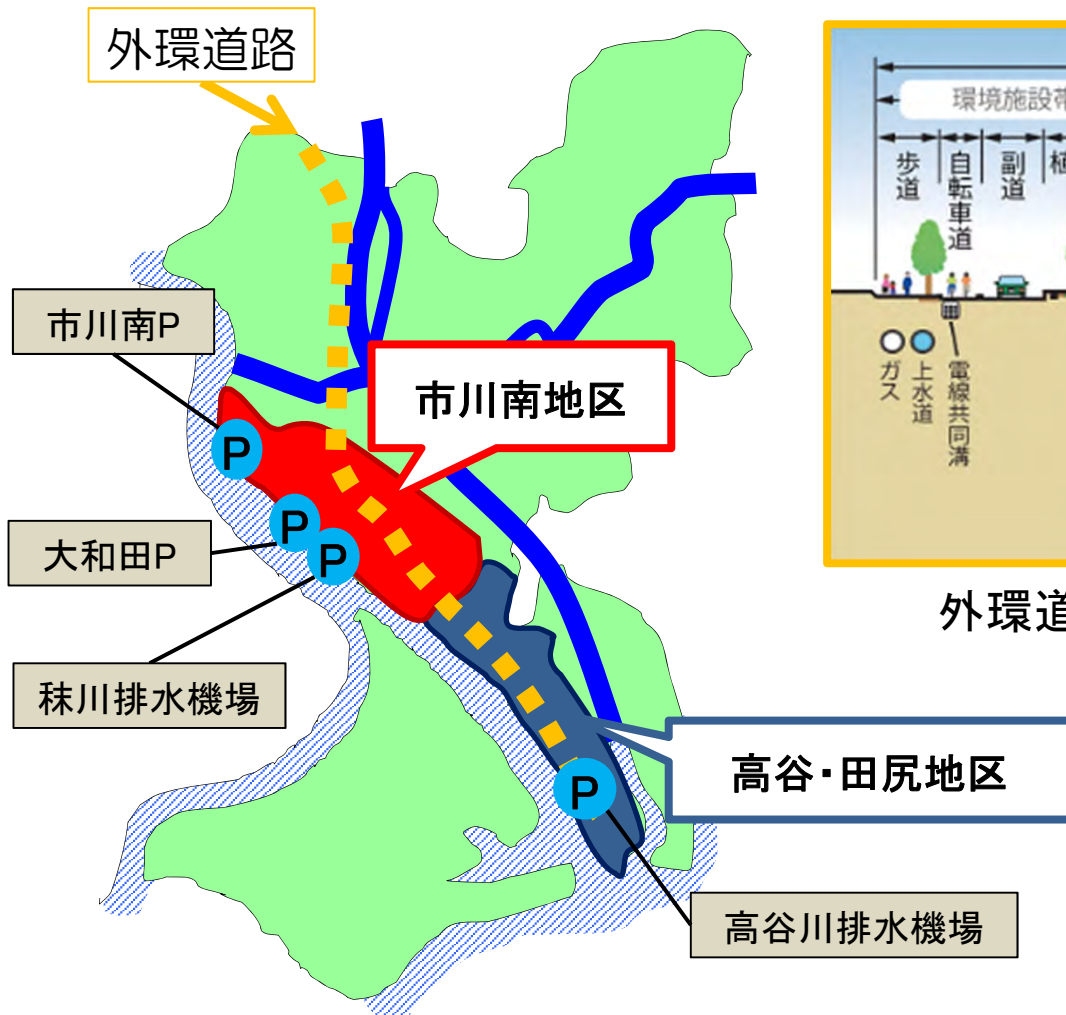 外環道路
環境施設帯
歩道
自転車道
副道
植
市川南P
市川南地区
ガス
上水道
電線共同溝
P
P
大和田P
P
外環道
秣川排水機場
高谷・田尻地区
P
高谷川排水機場